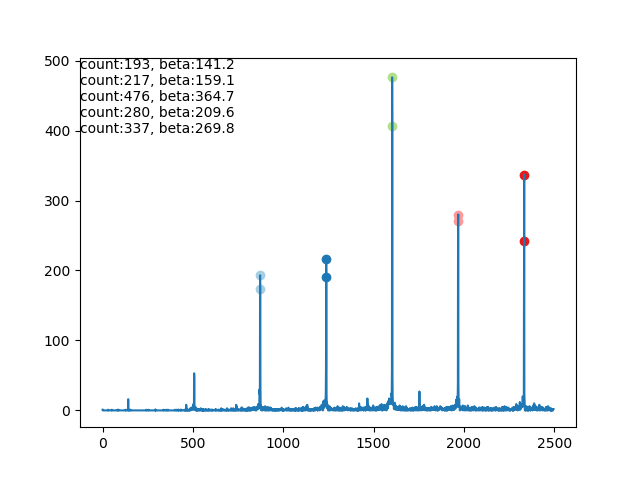 count:193, beta:141.2
count:217, beta:159.1
count:476, beta:364.7
count:280, beta:209.6
count:337, beta:269.8
500
400
300
200
100
0
0 500 1000 1500 2000 2500